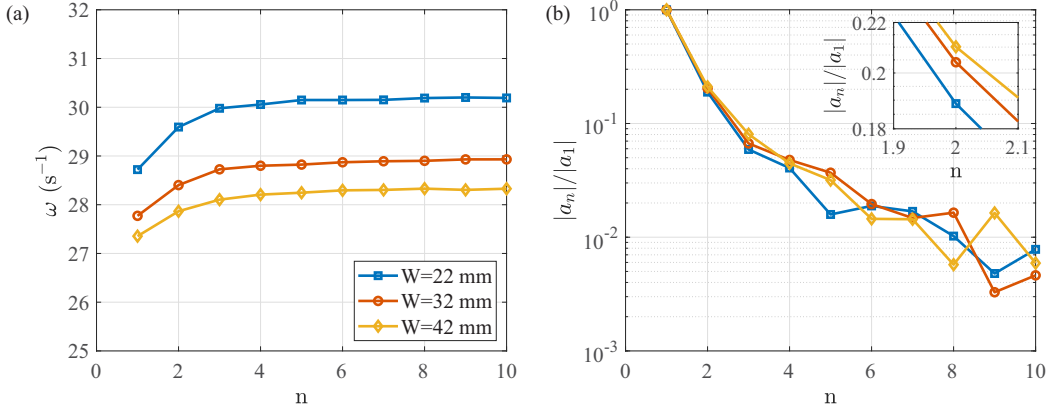 (a)
32
31
30
29
28
27
26
25
ω (s⁻¹)
0
2
4
6
8
10
n
W=22 mm
W=32 mm
W=42 mm
(b)
10⁰
10⁻¹
10⁻²
10⁻³
|aₙ|/|a₁|
0
2
4
6
8
10
n
0.22
0.2
0.18
|aₙ|/|a₁|
1.9
2
2.1
n